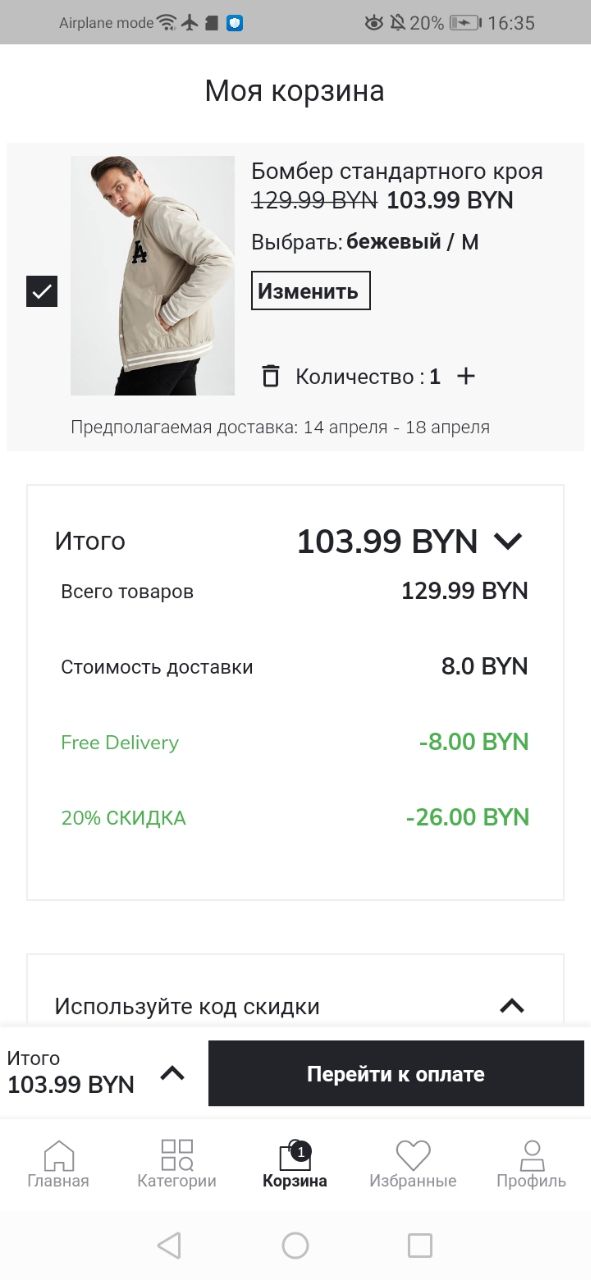 Airplane mode 20% 16:35
Моя корзина
Бомбер стандартного кроя
129.99 BYN 103.99 BYN
Выбрать: бежевый / M
Изменить
Количество : 1 +
Предполагаемая доставка: 14 апреля - 18 апреля
Итого 103.99 BYN
Всего товаров 129.99 BYN
Стоимость доставки 8.0 BYN
Free Delivery -8.00 BYN
20% СКИДКА -26.00 BYN
Используйте код скидки
Итого
103.99 BYN
Перейти к оплате
1
Главная Категории Корзина Избранные Профиль